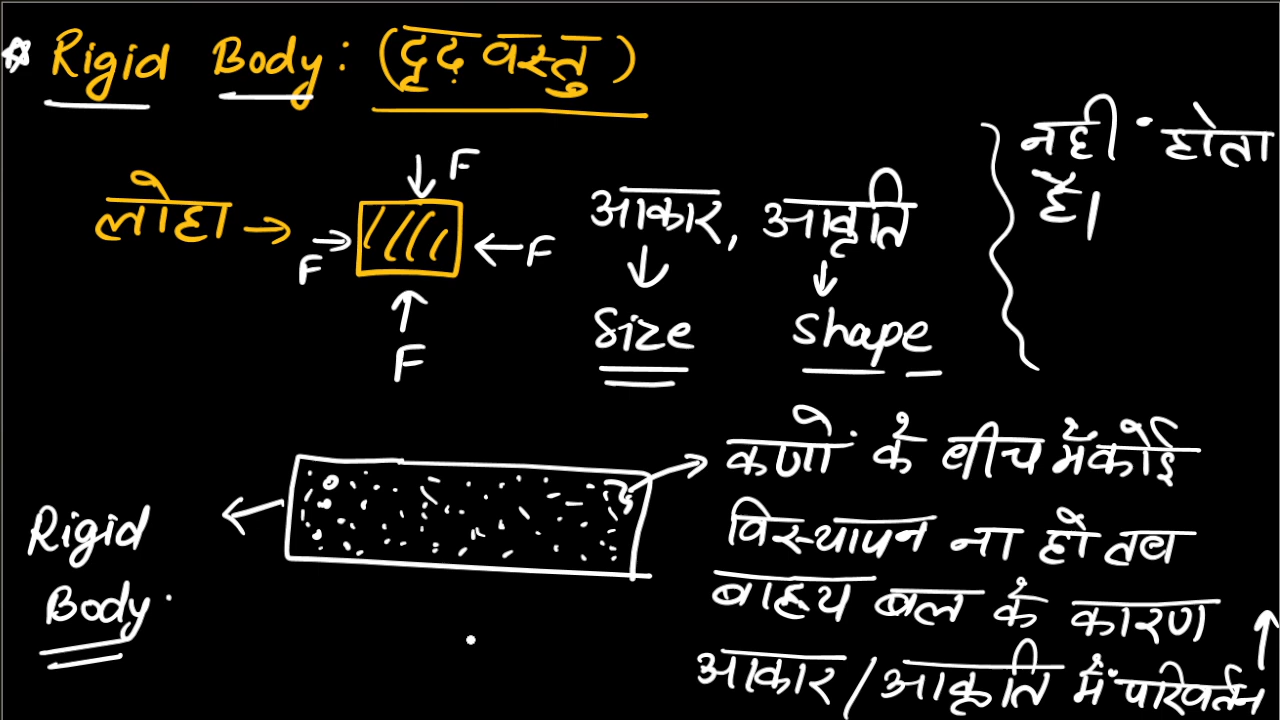 Rigid Body: (दृढ़ वस्तु)
लोहा → F F F F
आकार, आकृति
Size Shape
नहीं होता
है।
Rigid
Body
कणों के बीच में कोई
विस्थापन ना हो तब
बाह्य बल के कारण
आकार/आकृति में परिवर्तन